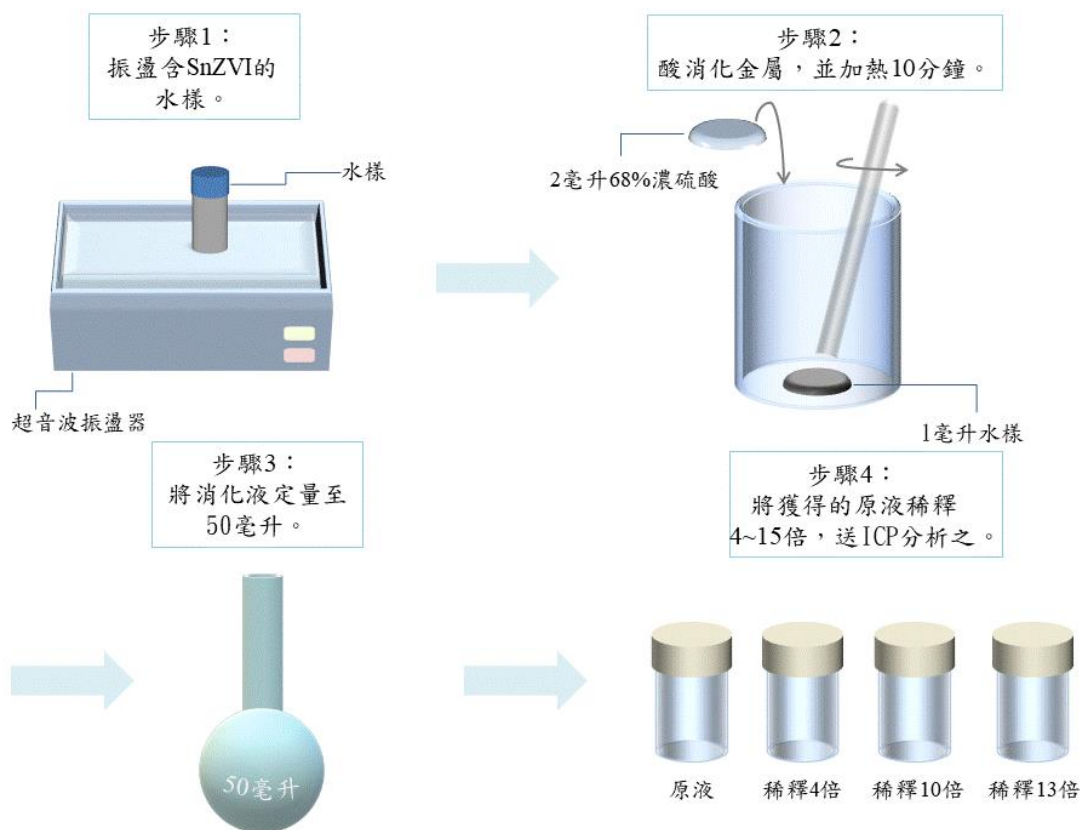 步驟1：
振盪含SnZVI的
水樣。
水樣
超音波振盪器
步驟2：
酸消化金屬，並加熱10分鐘。
2毫升68%濃硫酸
1毫升水樣
步驟3：
將消化液定量至
50毫升。
50毫升
步驟4：
將獲得的原液稀釋
4~15倍，送ICP分析之。
原液
稀釋4倍
稀釋10倍
稀釋13倍